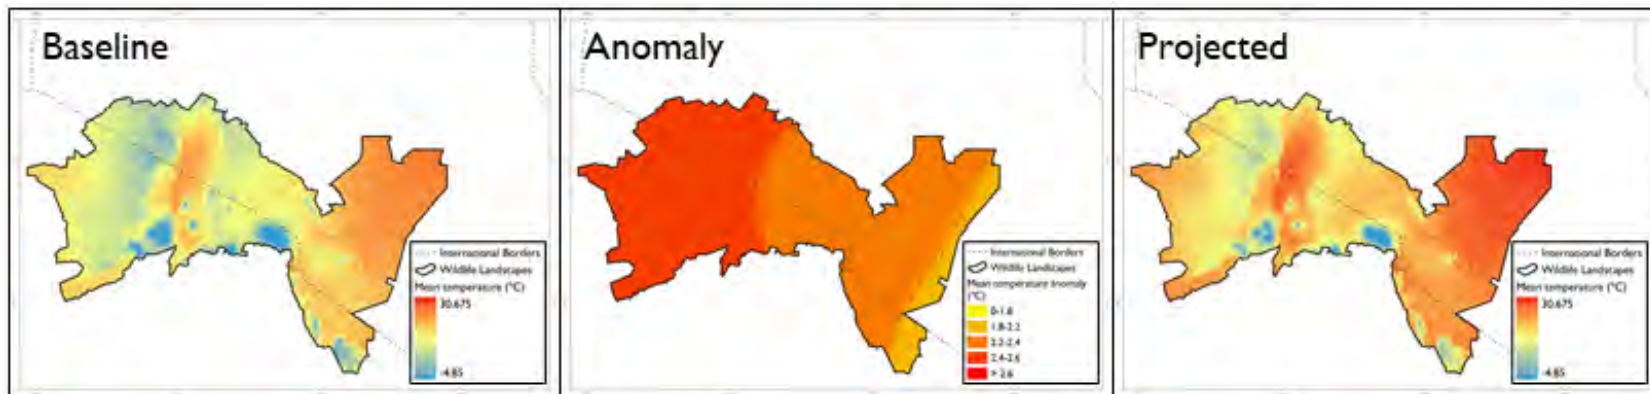 Baseline
International Borders
Wildlife Landscapes
Mean temperature (°C)
30.675
-4.85
Anomaly
International Borders
Wildlife Landscapes
Mean temperature Anomaly
(°C)
0-1.8
1.8-2.2
2.2-2.4
2.4-2.6
> 2.6
Projected
International Borders
Wildlife Landscapes
Mean temperature (°C)
30.675
-4.85